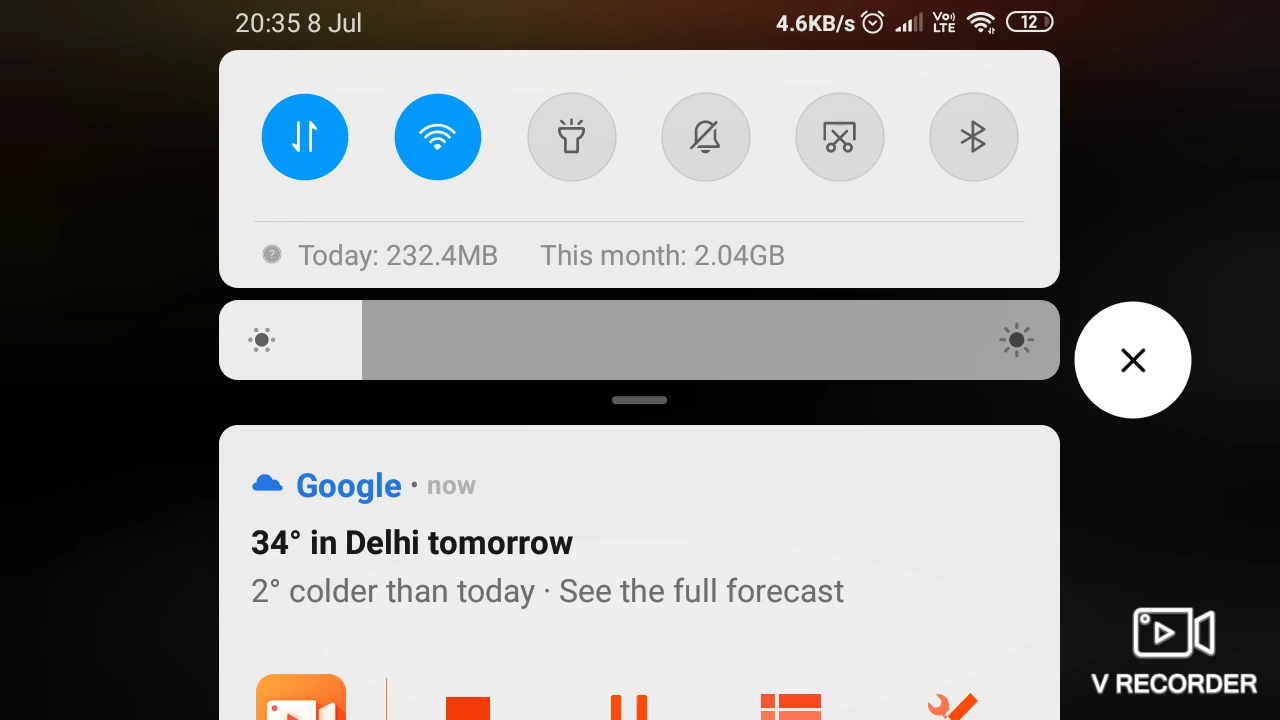 20:35 8 Jul
4.6KB/s Vo LTE 12
Today: 232.4MB This month: 2.04GB
Google • now
34° in Delhi tomorrow
2° colder than today · See the full forecast
V RECORDER